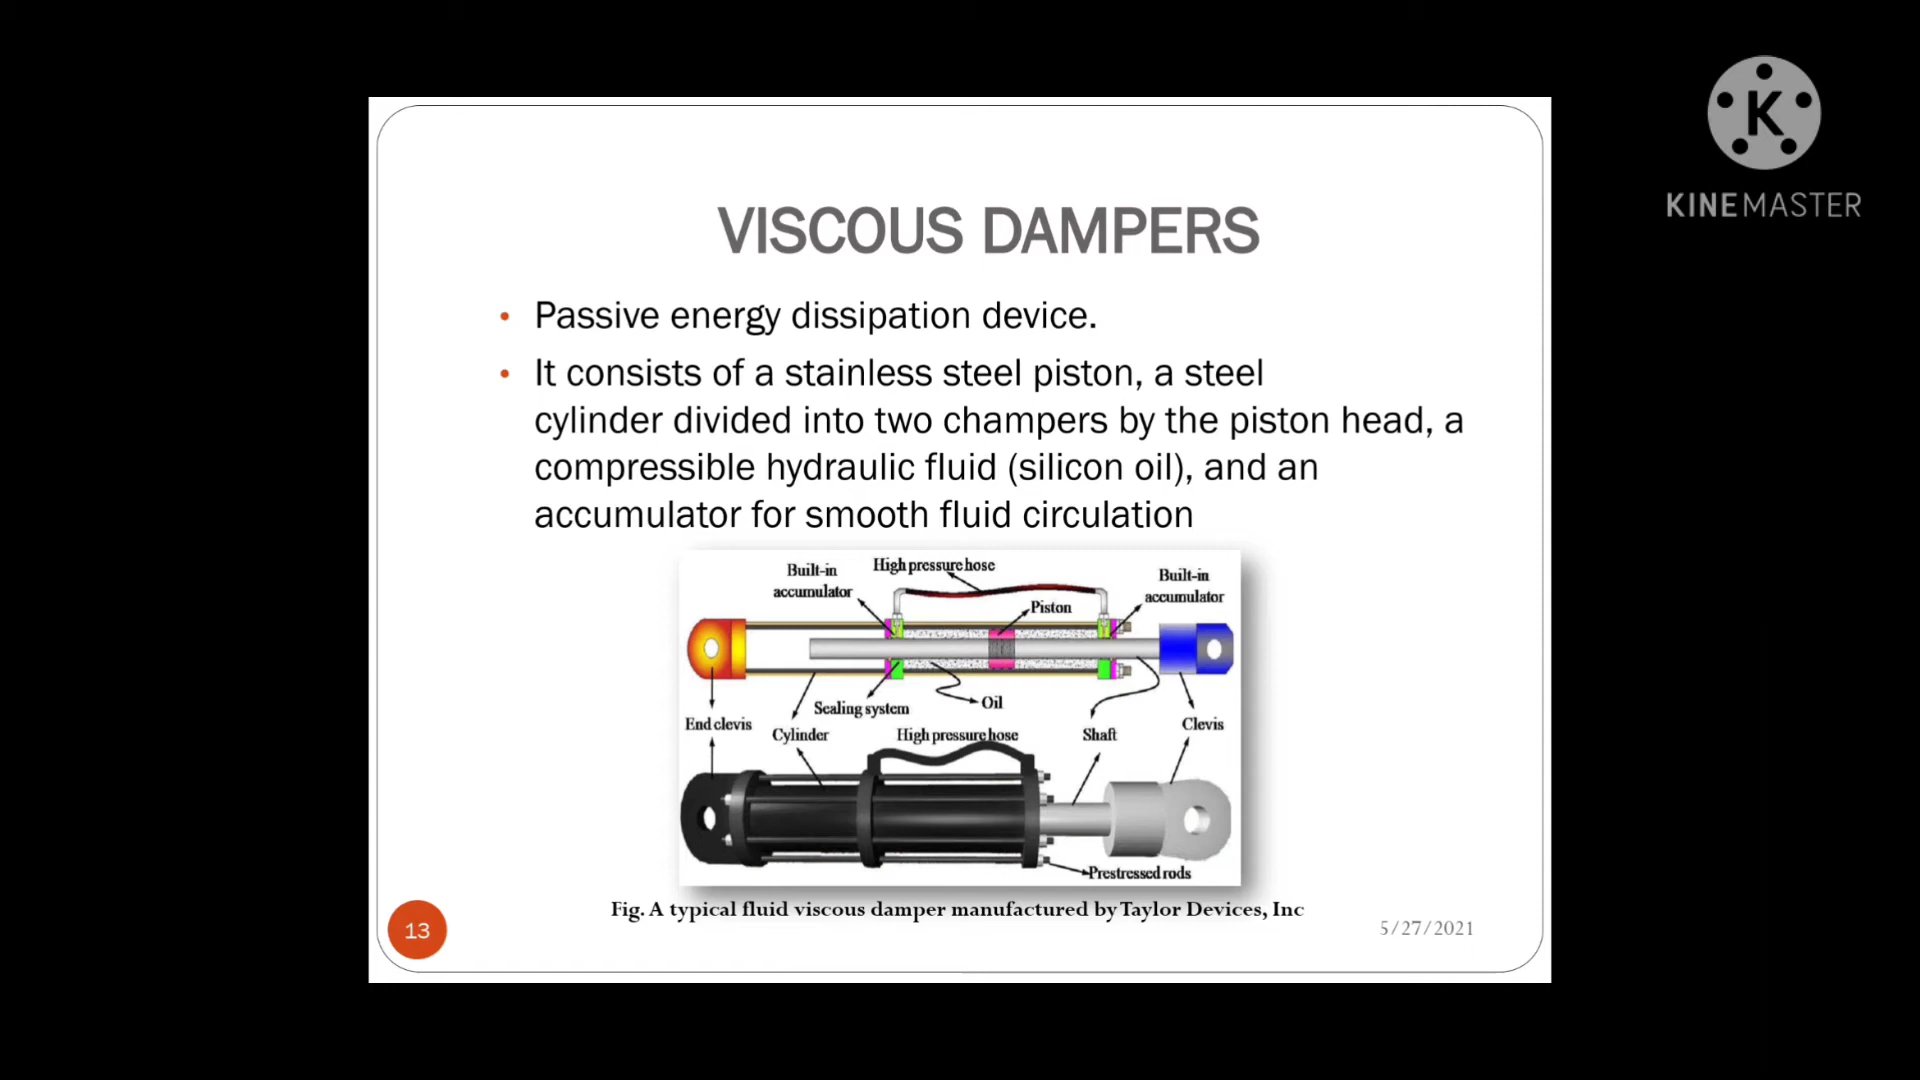 K
KINEMASTER
VISCOUS DAMPERS
• Passive energy dissipation device.
• It consists of a stainless steel piston, a steel
cylinder divided into two champers by the piston head, a
compressible hydraulic fluid (silicon oil), and an
accumulator for smooth fluid circulation
Built-in
accumulator
High pressure hose
Piston
Built-in
accumulator
End clevis
Sealing system
Cylinder
Oil
High pressure hose
Shaft
Clevis
Prestressed rods
Fig. A typical fluid viscous damper manufactured by Taylor Devices, Inc
13
5/27/2021